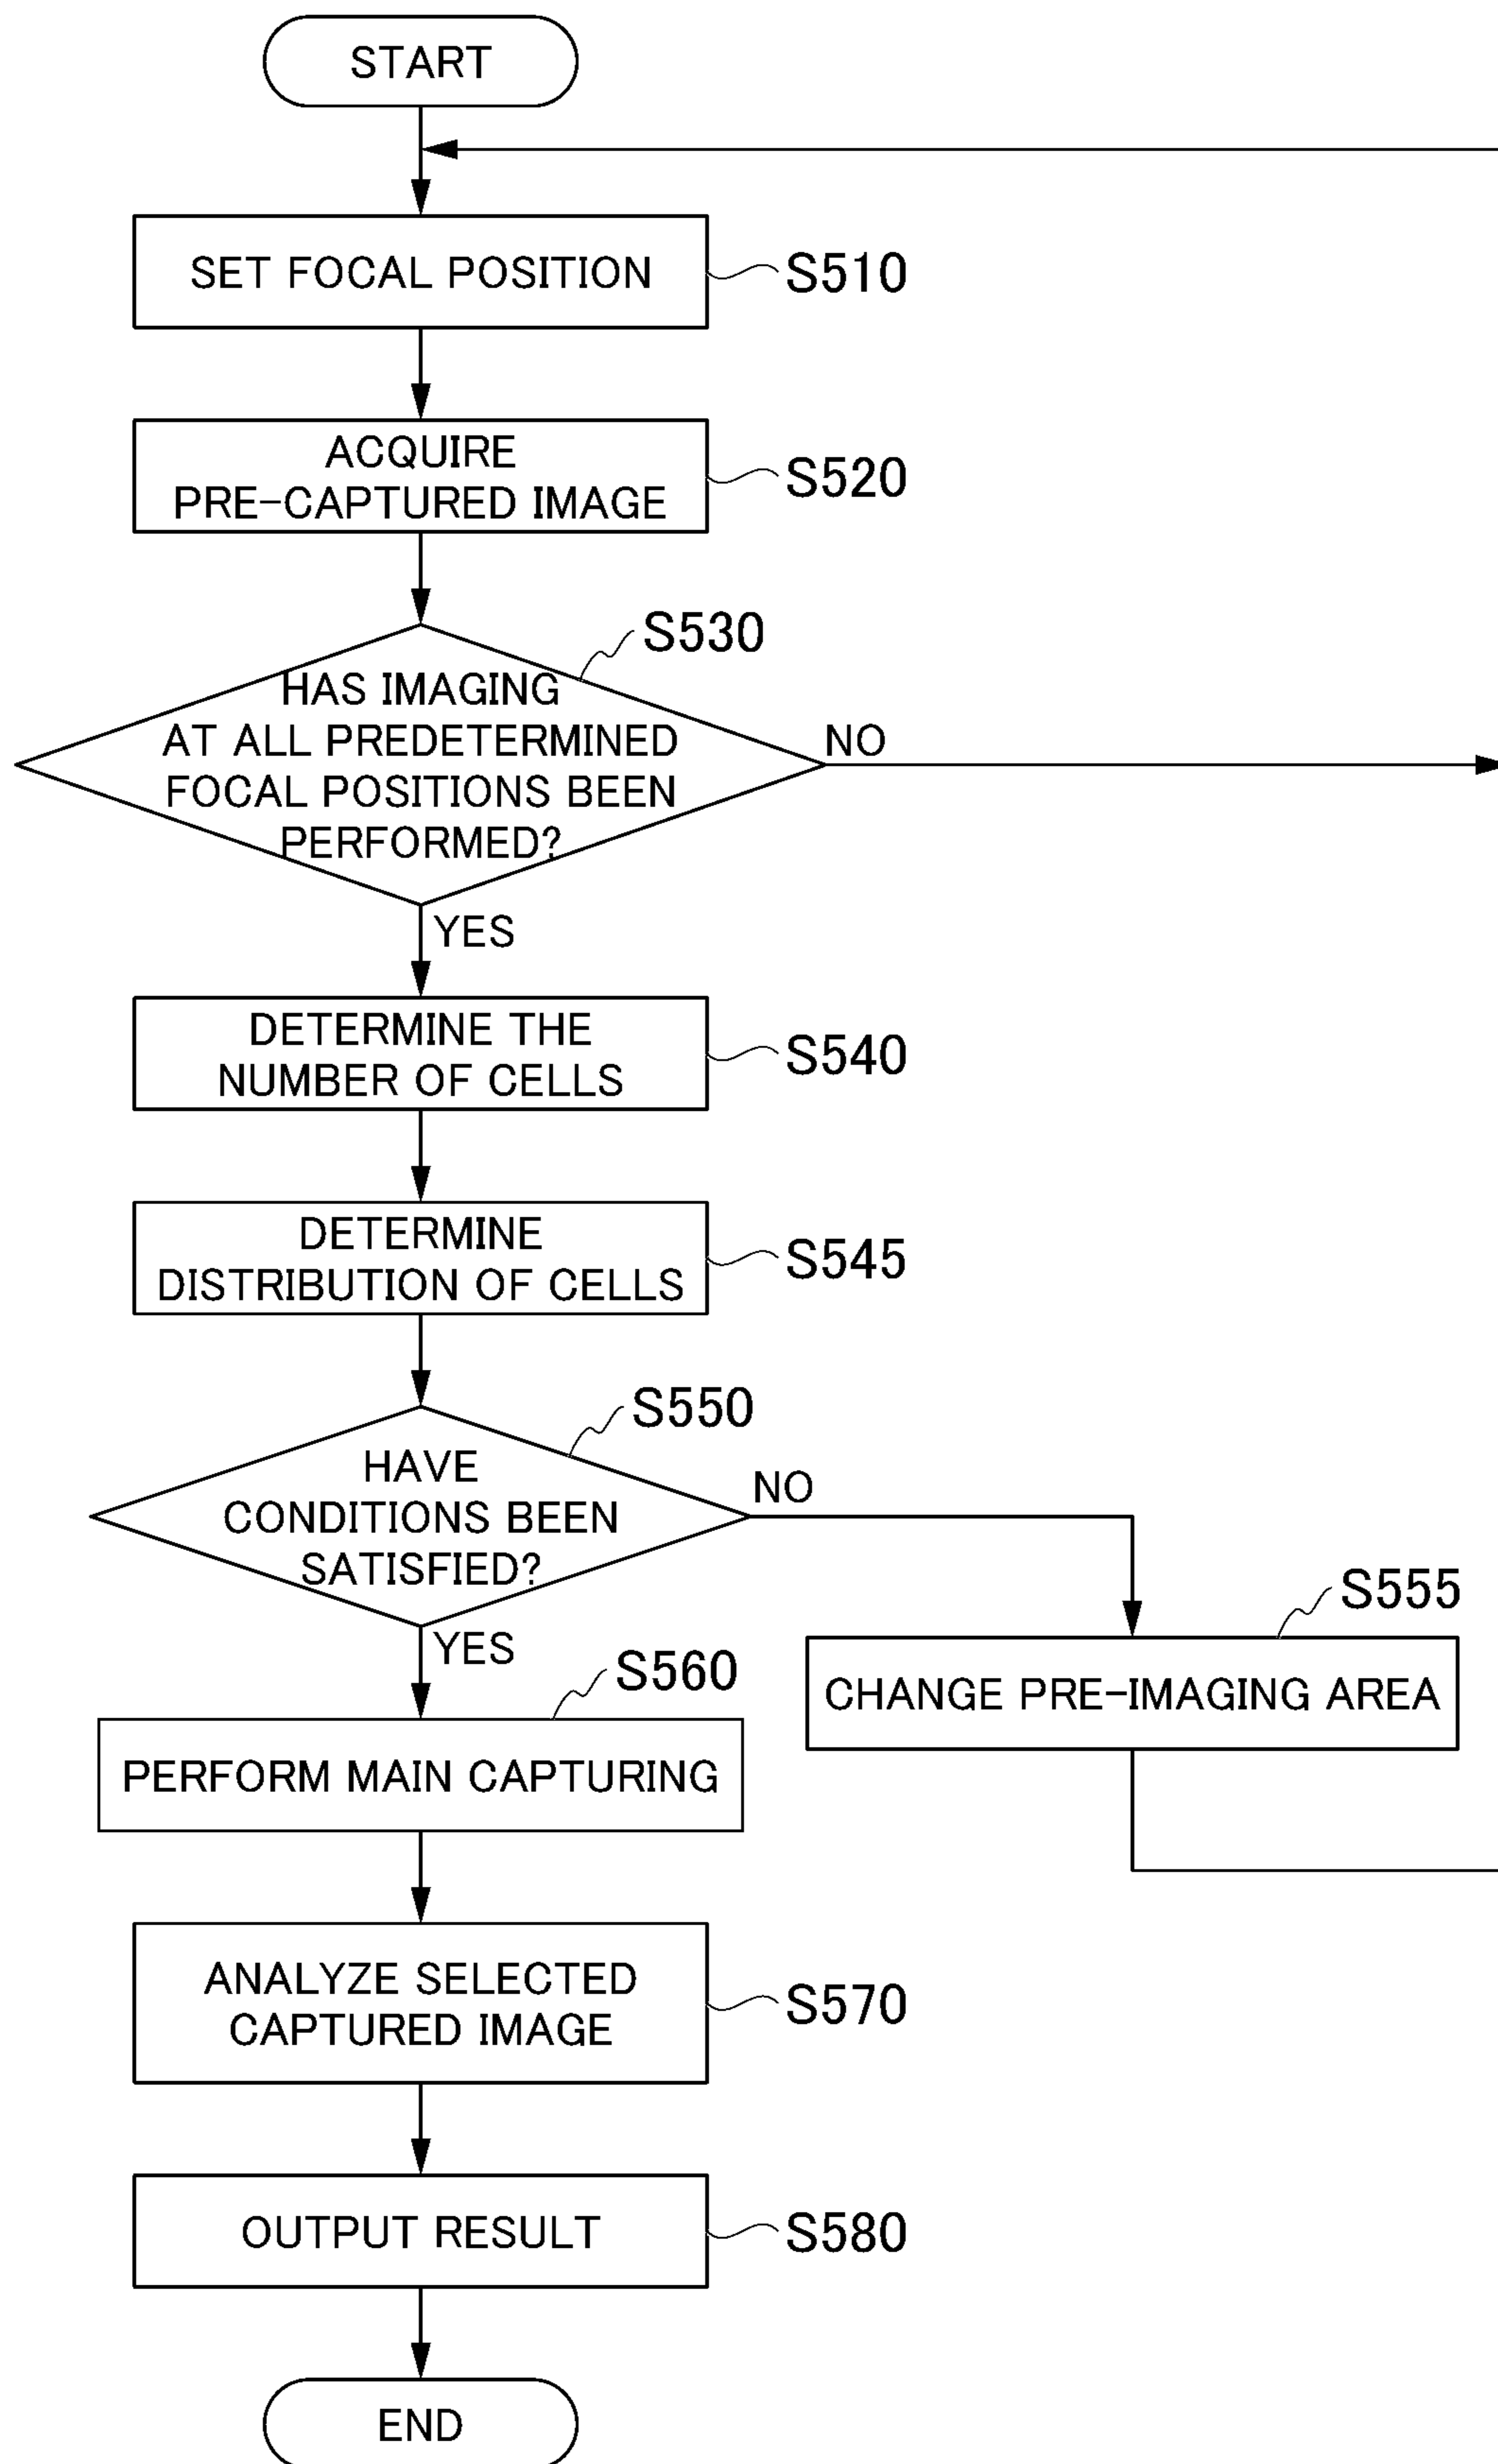 START
SET FOCAL POSITION
S510
ACQUIRE
PRE-CAPTURED IMAGE
S520
S530
HAS IMAGING
AT ALL PREDETERMINED
FOCAL POSITIONS BEEN
PERFORMED?
NO
YES
DETERMINE THE
NUMBER OF CELLS
S540
DETERMINE
DISTRIBUTION OF CELLS
S545
S550
HAVE
CONDITIONS BEEN
SATISFIED?
NO
YES
S555
CHANGE PRE-IMAGING AREA
S560
PERFORM MAIN CAPTURING
ANALYZE SELECTED
CAPTURED IMAGE
S570
OUTPUT RESULT
S580
END